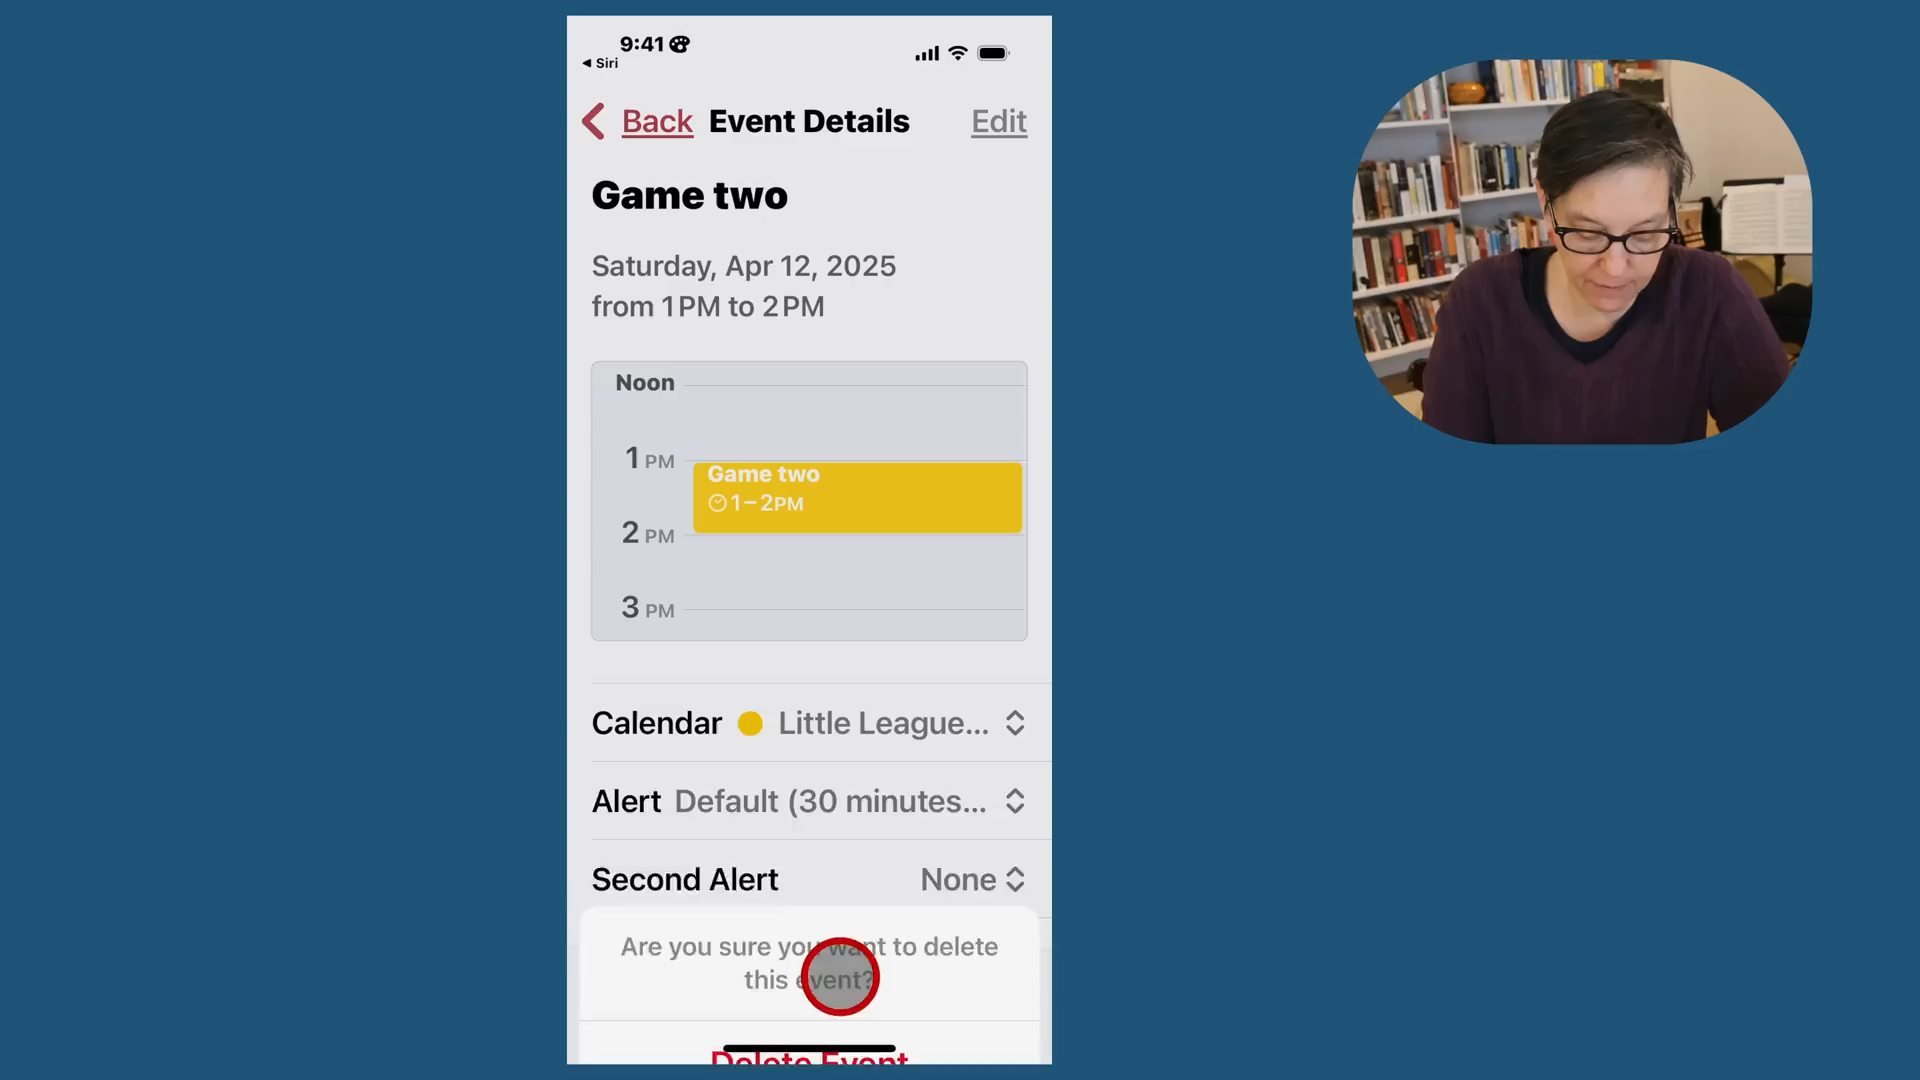 9:41
Siri
Back
Event Details
Edit
Game two
Saturday, Apr 12, 2025
from 1 PM to 2 PM
Noon
1 PM
Game two
1 – 2PM
2 PM
3 PM
Calendar
Little League...
Alert
Default (30 minutes...
Second Alert
None
Are you sure you want to delete
this event?
Delete Event